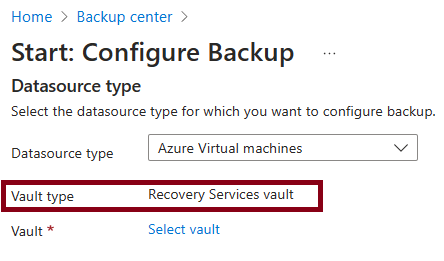 Home > Backup center >
Start: Configure Backup ...
Datasource type
Select the datasource type for which you want to configure backup.
Datasource type Azure Virtual machines
Vault type Recovery Services vault
Vault * Select vault